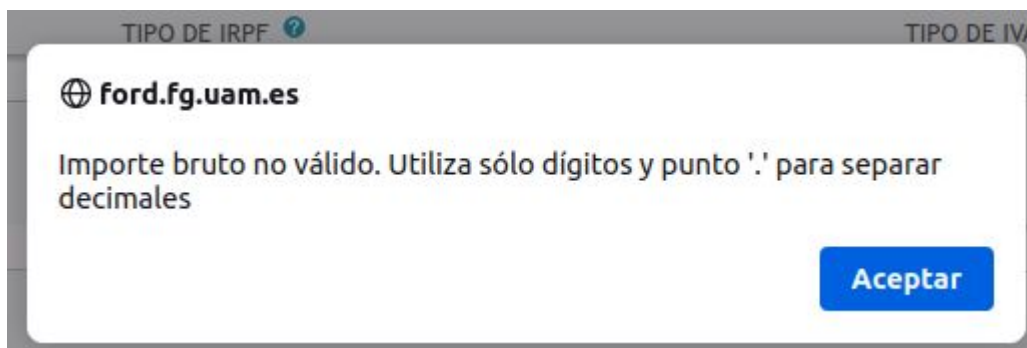 TIPO DE IRPF ?
TIPO DE IVA
ford.fg.uam.es
Importe bruto no válido. Utiliza sólo dígitos y punto '.' para separar
decimales
Aceptar